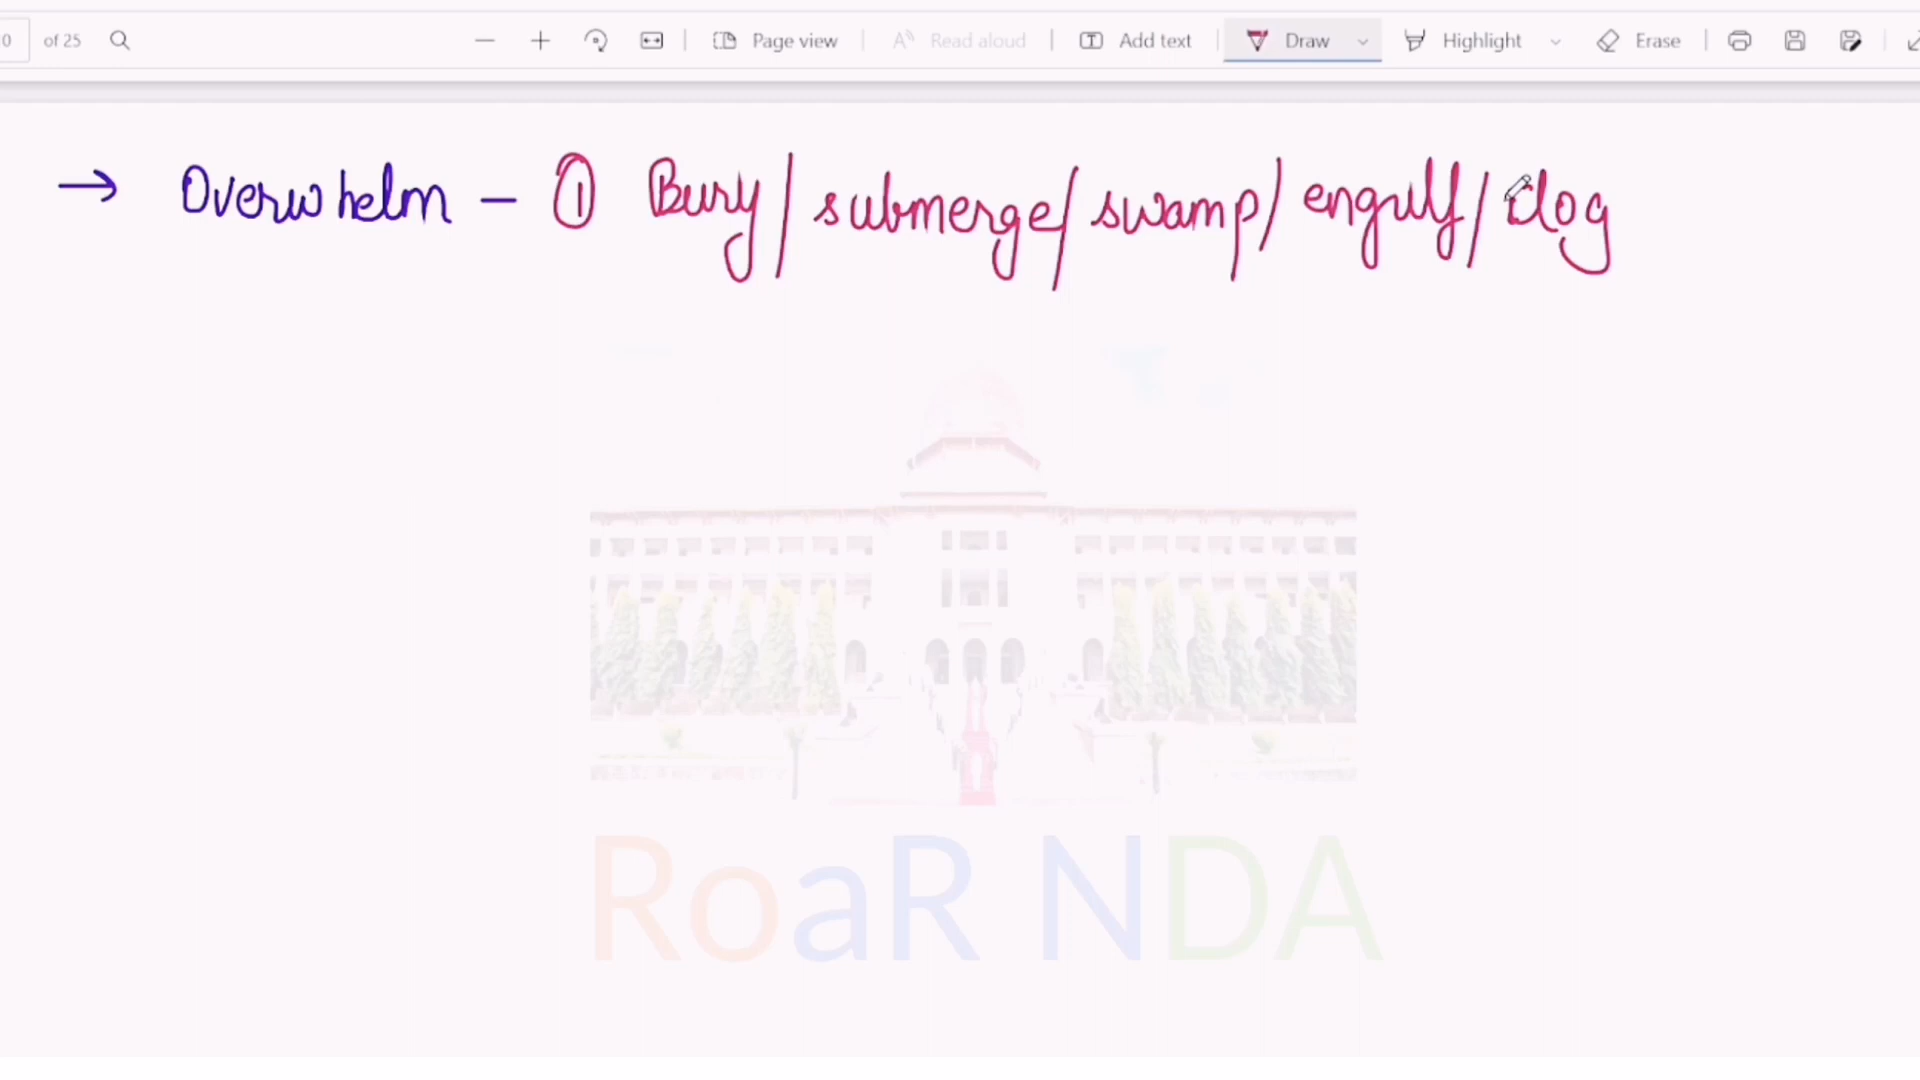 0 of 25 Page view Read aloud Add text Draw Highlight Erase
→ Overwhelm – ① Bury/ submerge/ swamp/ engulf/ clog
RoaR NDA